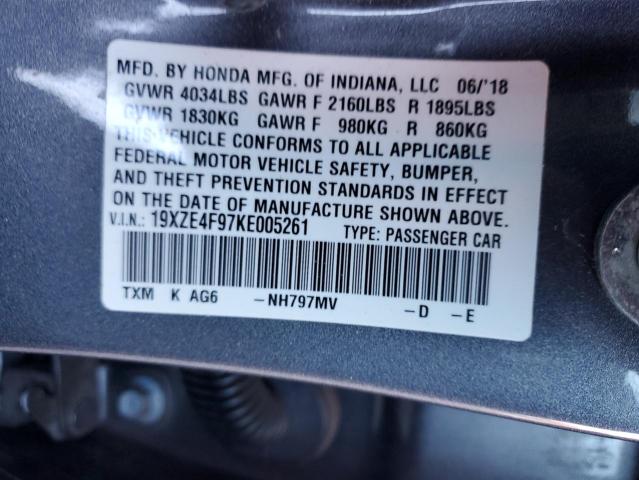 MFD. BY HONDA MFG. OF INDIANA, LLC 06/'18
GVWR 4034LBS GAWR F 2160LBS R 1895LBS
GVWR 1830KG GAWR F 980KG R 860KG
THIS VEHICLE CONFORMS TO ALL APPLICABLE
FEDERAL MOTOR VEHICLE SAFETY, BUMPER,
AND THEFT PREVENTION STANDARDS IN EFFECT
ON THE DATE OF MANUFACTURE SHOWN ABOVE.
V.I.N.: 19XZE4F97KE005261 TYPE: PASSENGER CAR
TXM K AG6 -NH797MV -D -E